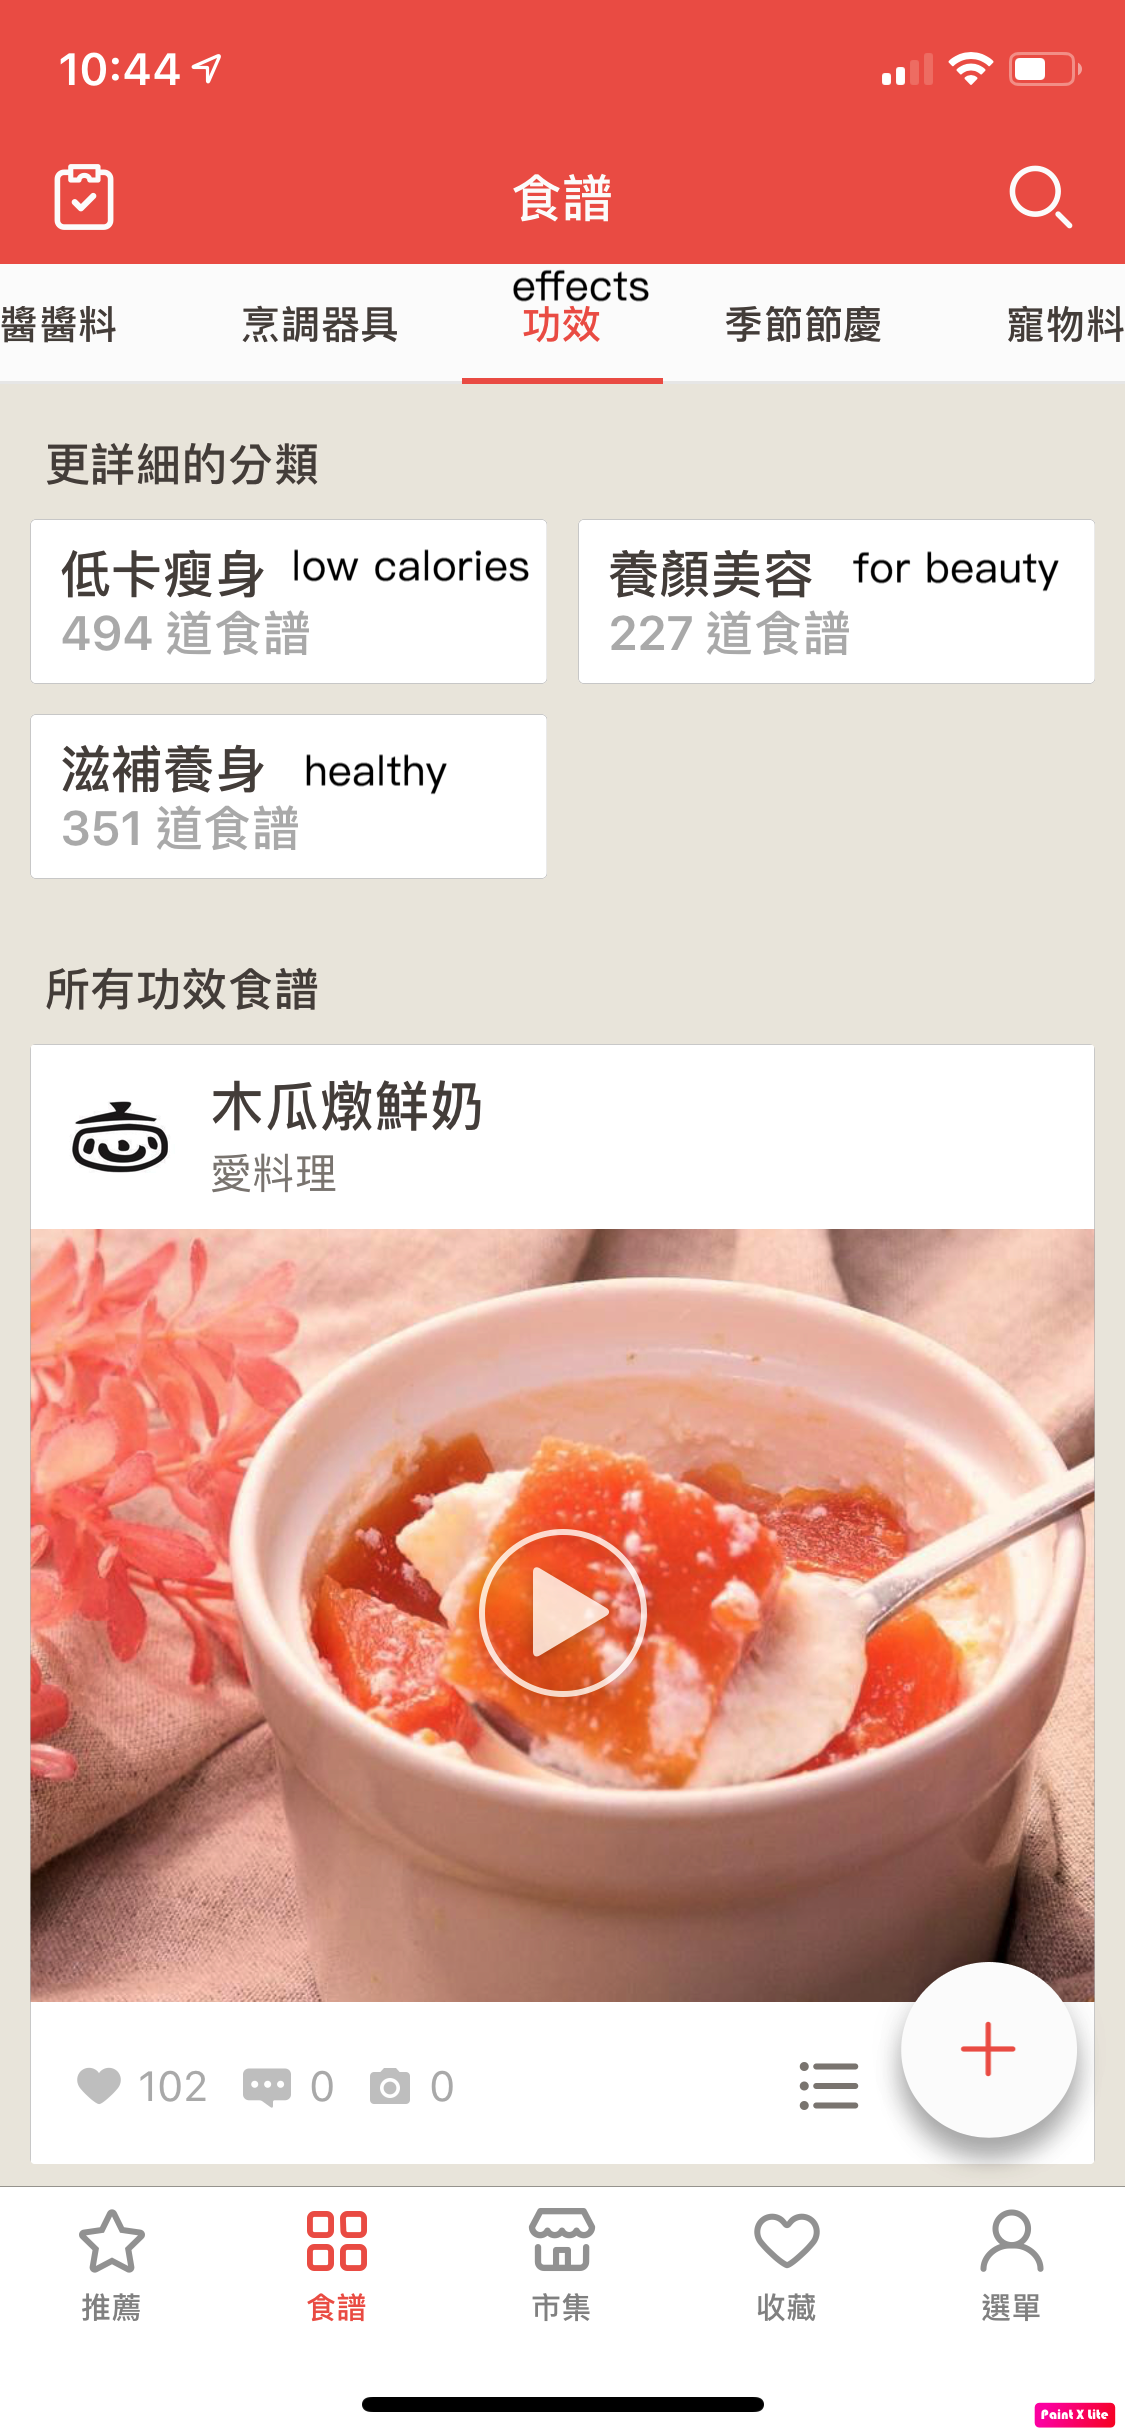 10:44
食譜
醬醬料 烹調器具 effects 功效 季節節慶 寵物料
更詳細的分類
低卡瘦身 low calories
494 道食譜
養顏美容 for beauty
227 道食譜
滋補養身 healthy
351 道食譜
所有功效食譜
木瓜燉鮮奶
愛料理
102 0 0
推薦 食譜 市集 收藏 選單
Paint X Lite